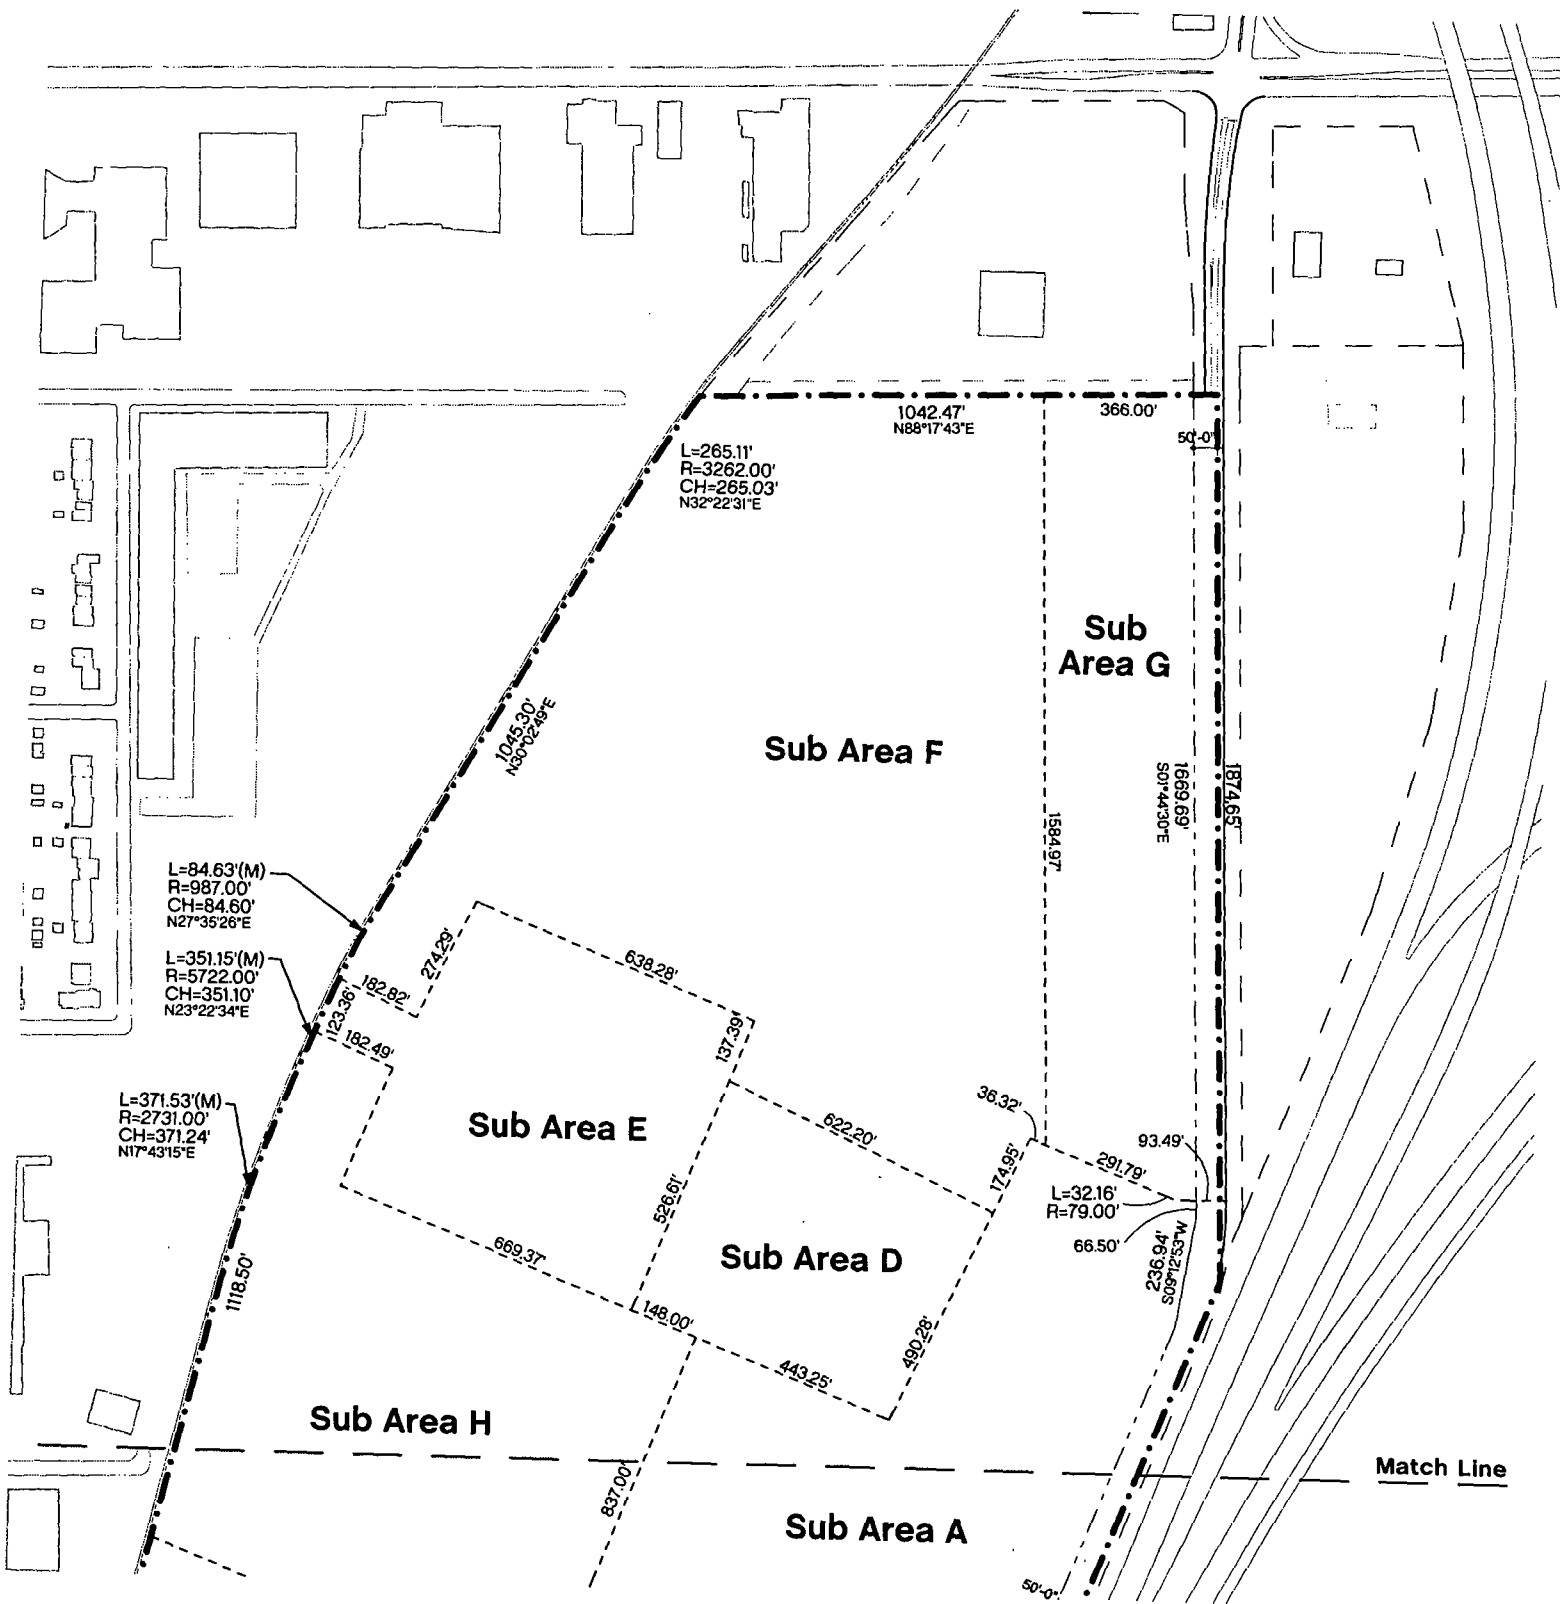 1042.47'
N88°17'43"E
366.00'
50'-0"
L=265.11'
R=3262.00'
CH=265.03'
N32°22'31"E
Sub
Area G
1045.30'
N30°02'49"E
Sub Area F
1669.69'
S01°44'30"E
1874.65'
1584.97'
L=84.63'(M)
R=987.00'
CH=84.60'
N27°35'26"E
L=351.15'(M)
R=5722.00'
CH=351.10'
N23°22'34"E
274.29'
638.28'
182.82'
123.36'
182.49'
137.39'
L=371.53'(M)
R=2731.00'
CH=371.24'
N17°43'15"E
Sub Area E
36.32'
622.20'
174.95'
93.49'
291.79'
L=32.16'
R=79.00'
66.50'
526.61'
669.37'
Sub Area D
236.94'
S09°12'53"W
1118.50'
148.00'
443.25'
490.28'
Sub Area H
Match Line
837.00'
Sub Area A
50'-0"